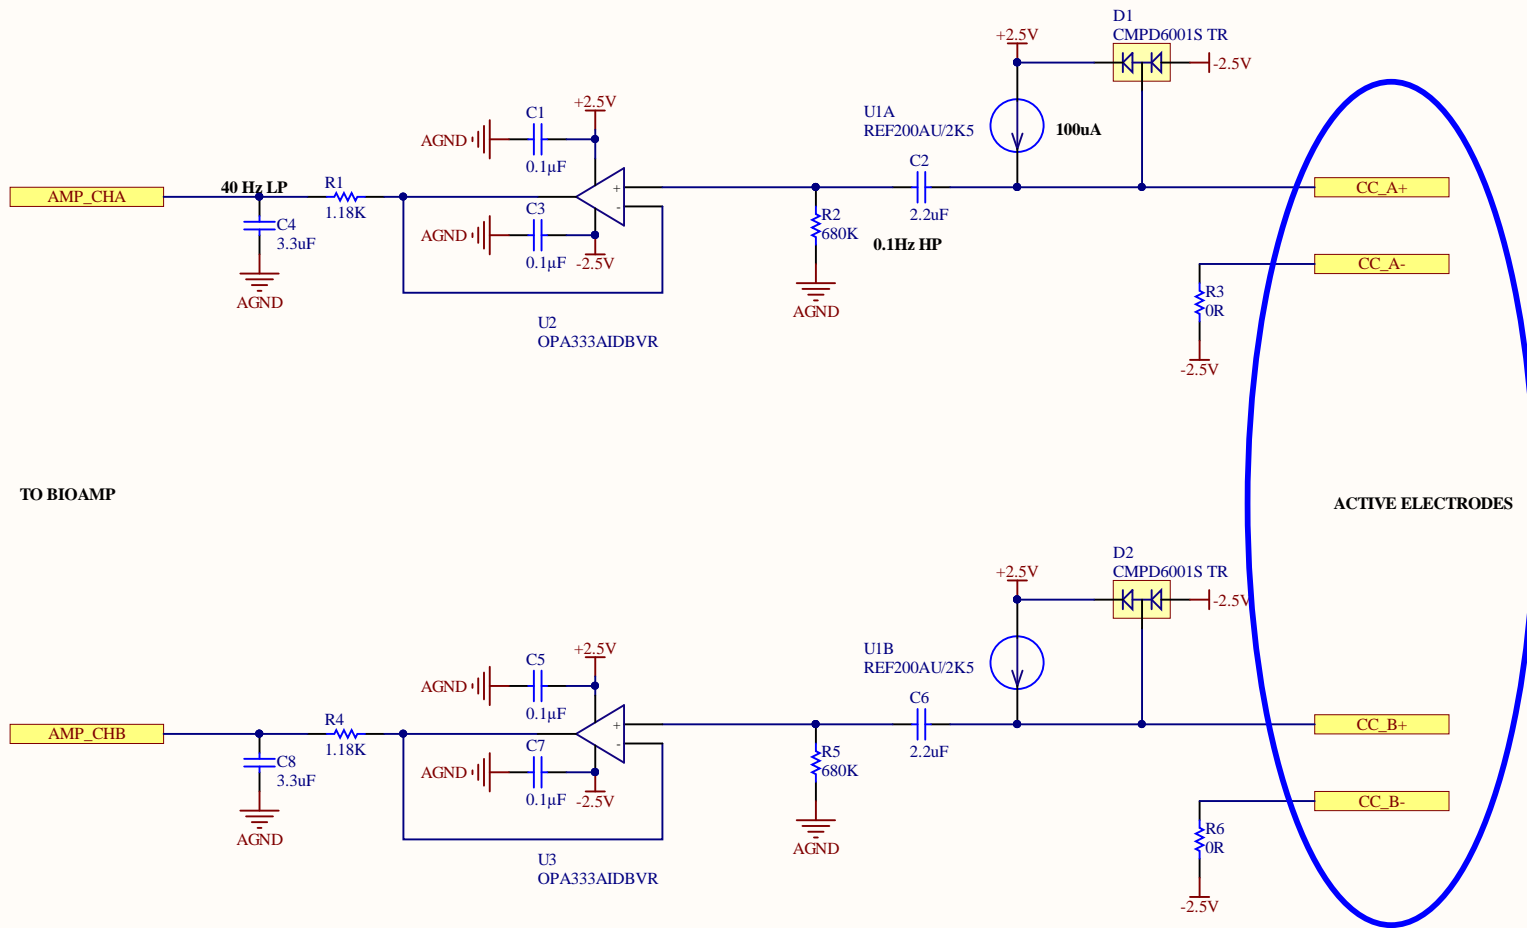 D1
CMPD6001S TR
+2.5V
-2.5V
U1A
REF200AU/2K5
100uA
+2.5V
C1
AGND
0.1µF
C2
2.2uF
+
-
AMP_CHA
40 Hz LP
R1
1.18K
CC_A+
C4
3.3uF
AGND
C3
AGND
0.1µF
-2.5V
R2
680K
0.1Hz HP
AGND
CC_A-
R3
0R
-2.5V
U2
OPA333AIDBVR
TO BIOAMP
ACTIVE ELECTRODES
D2
CMPD6001S TR
+2.5V
-2.5V
U1B
REF200AU/2K5
+2.5V
C5
AGND
0.1µF
C6
2.2uF
+
-
AMP_CHB
R4
1.18K
CC_B+
C8
3.3uF
AGND
C7
AGND
0.1µF
-2.5V
R5
680K
AGND
CC_B-
R6
0R
-2.5V
U3
OPA333AIDBVR